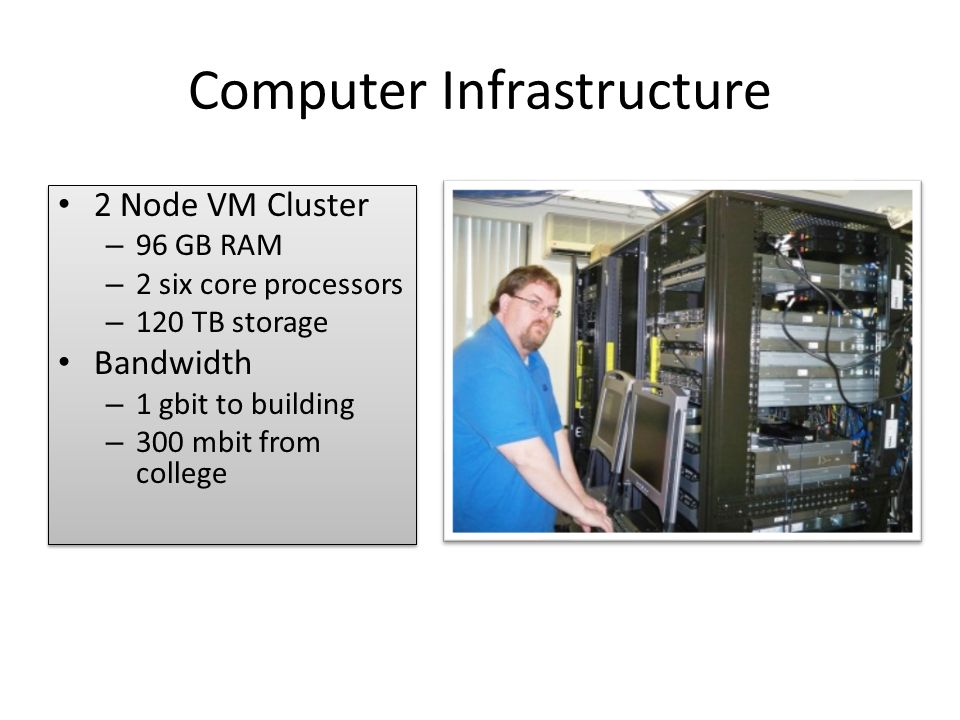 Computer Infrastructure
• 2 Node VM Cluster
– 96 GB RAM
– 2 six core processors
– 120 TB storage
• Bandwidth
– 1 gbit to building
– 300 mbit from
college